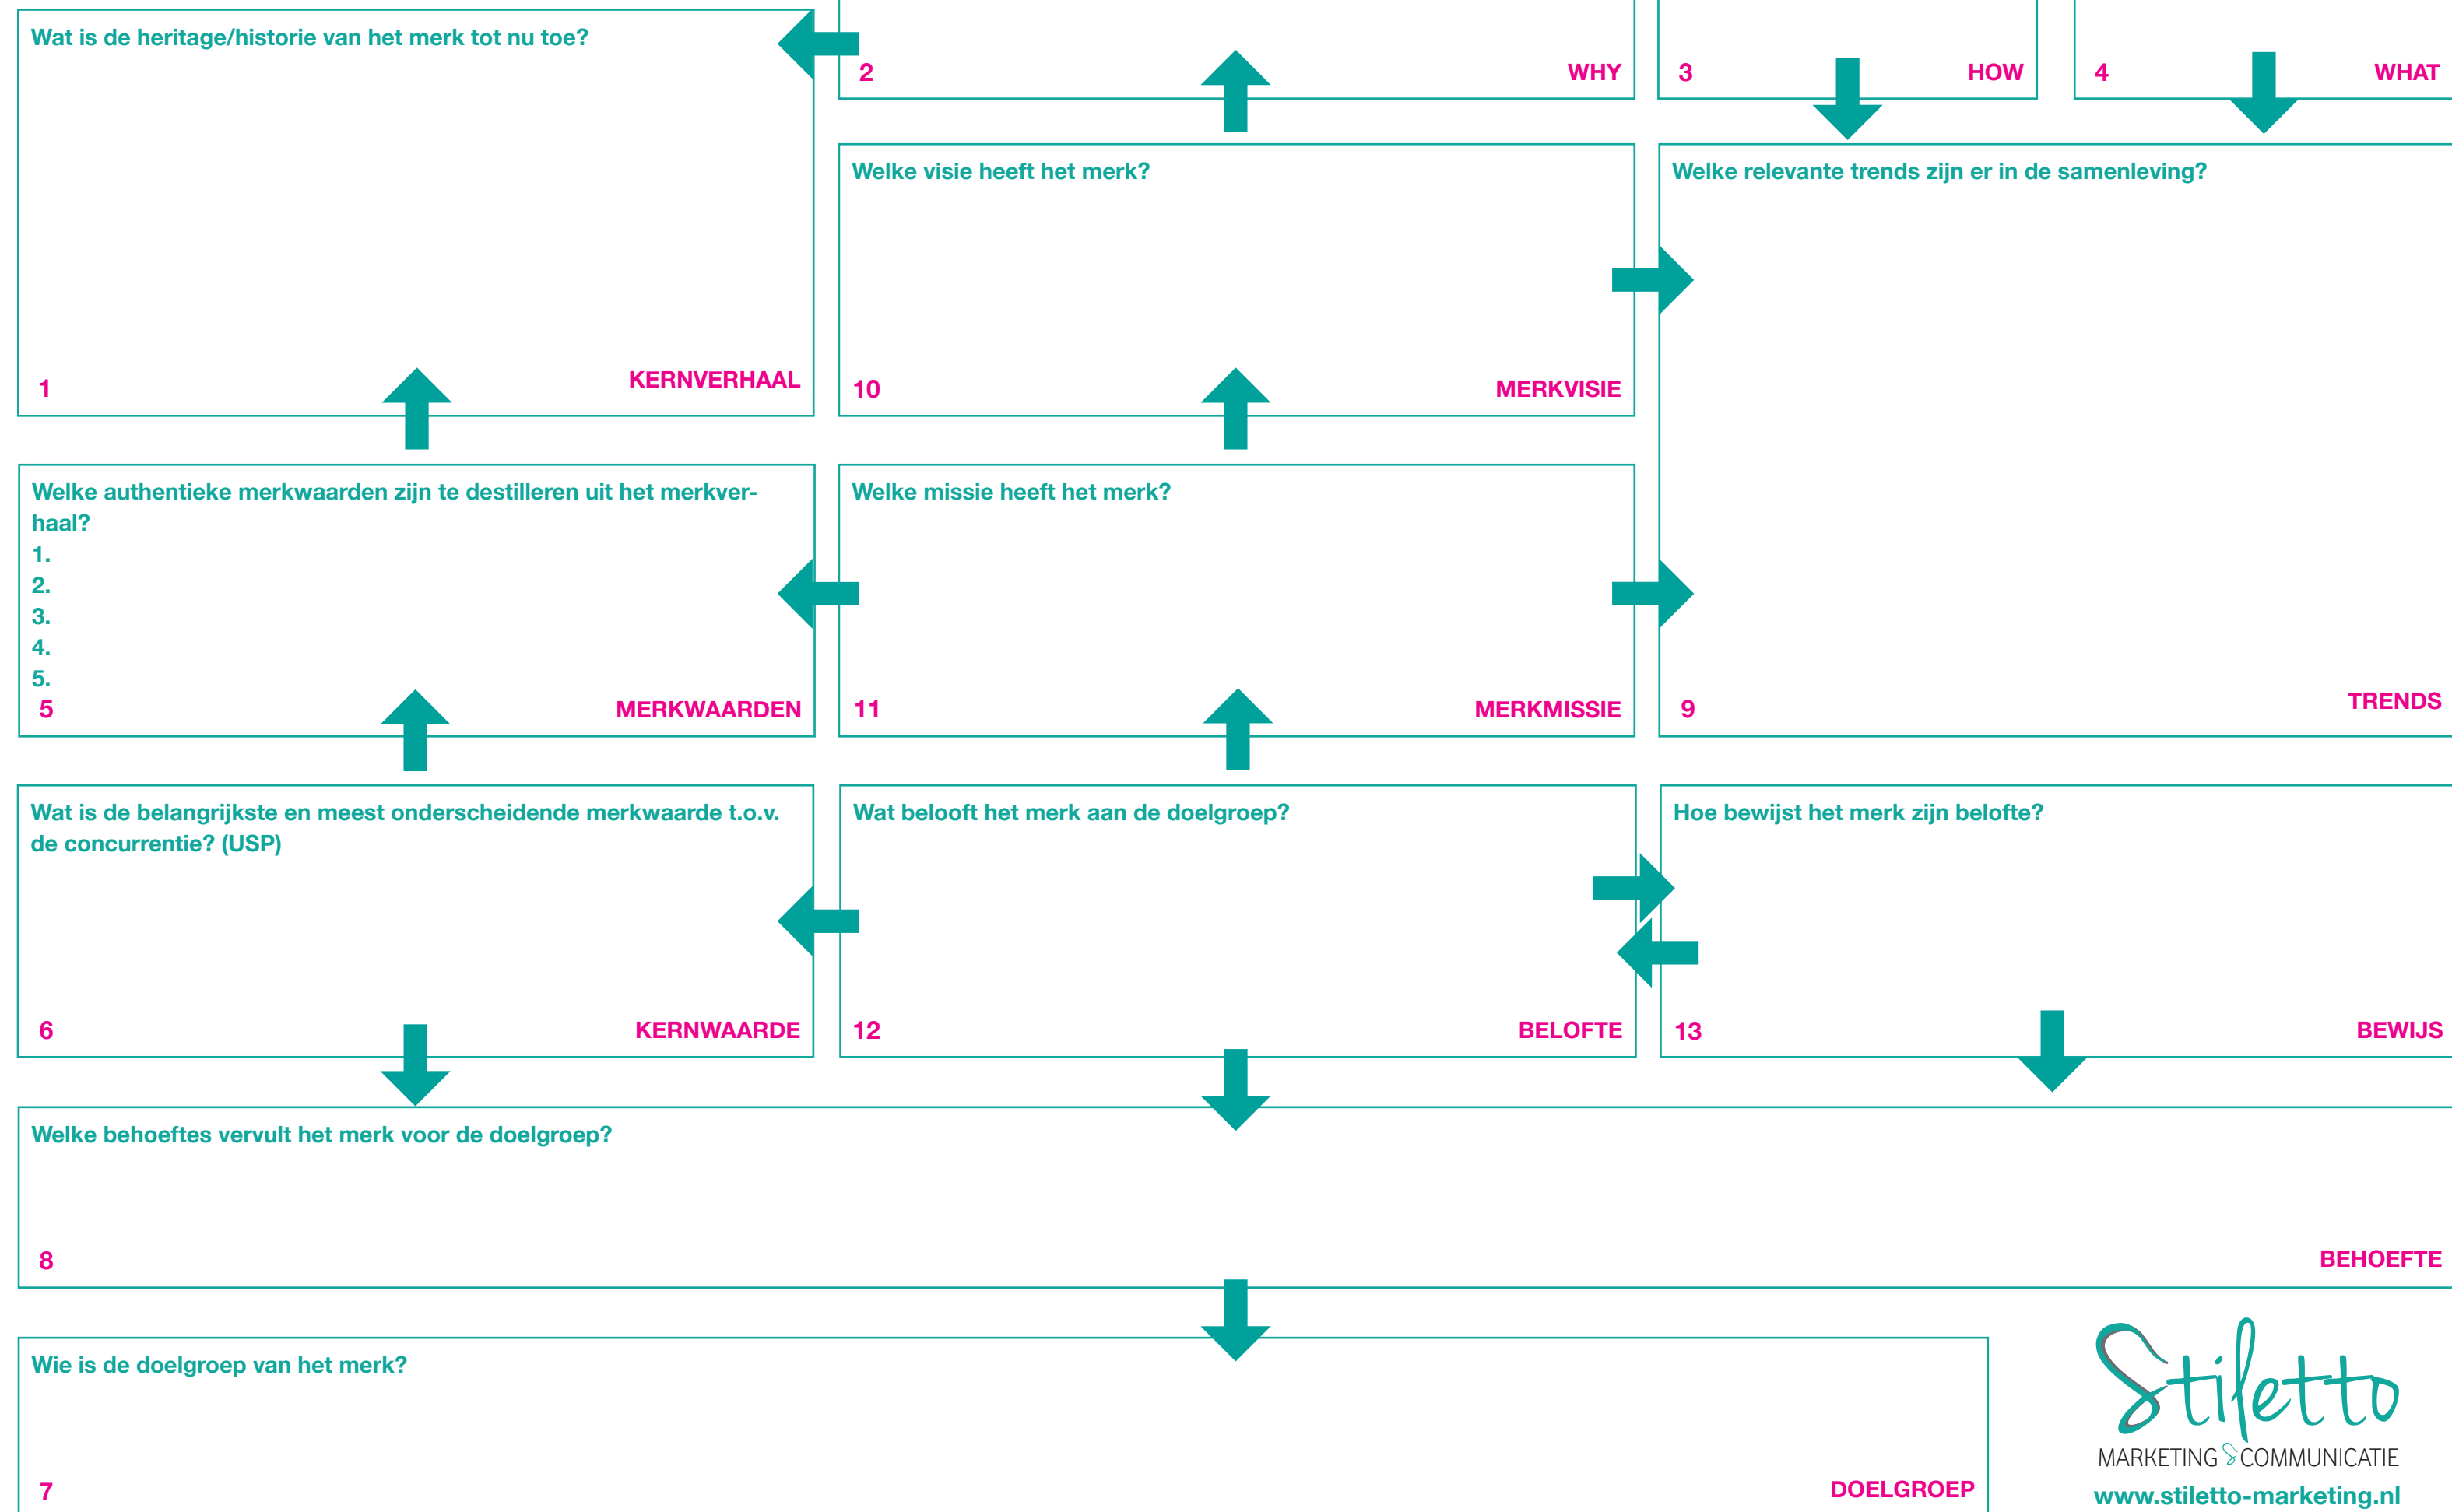 Wat is de heritage/historie van het merk tot nu toe?
1
KERNVERHAAL
2
WHY
3
HOW
4
WHAT
Welke visie heeft het merk?
10
MERKVISIE
Welke relevante trends zijn er in de samenleving?
9
TRENDS
Welke authentieke merkwaarden zijn te destilleren uit het merkver-
haal?
1.
2.
3.
4.
5.
5
MERKWAARDEN
Welke missie heeft het merk?
11
MERKMISSIE
Wat is de belangrijkste en meest onderscheidende merkwaarde t.o.v.
de concurrentie? (USP)
6
KERNWAARDE
Wat belooft het merk aan de doelgroep?
12
BELOFTE
Hoe bewijst het merk zijn belofte?
13
BEWIJS
Welke behoeftes vervult het merk voor de doelgroep?
8
BEHOEFTE
Wie is de doelgroep van het merk?
7
DOELGROEP
Stiletto
MARKETING & COMMUNICATIE
www.stiletto-marketing.nl